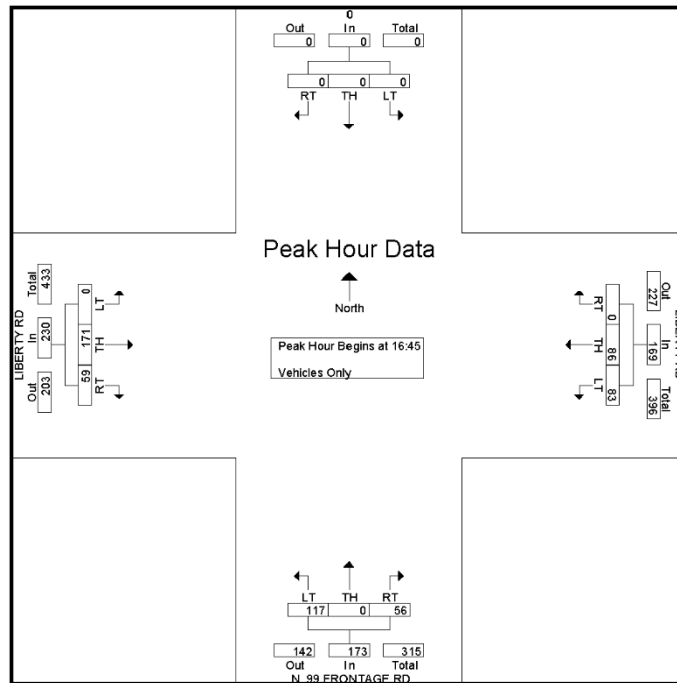 0
Out In Total
0 0 0
0 0 0
RT TH LT
Peak Hour Data
North
Peak Hour Begins at 16:45
Vehicles Only
LIBERTY RD
Out In Total
203 230 433
59 171 0
RT TH LT
Out In Total
227 169 396
0 86 83
RT TH LT
LT TH RT
117 0 56
142 173 315
Out In Total
N. 99 FRONTAGE RD